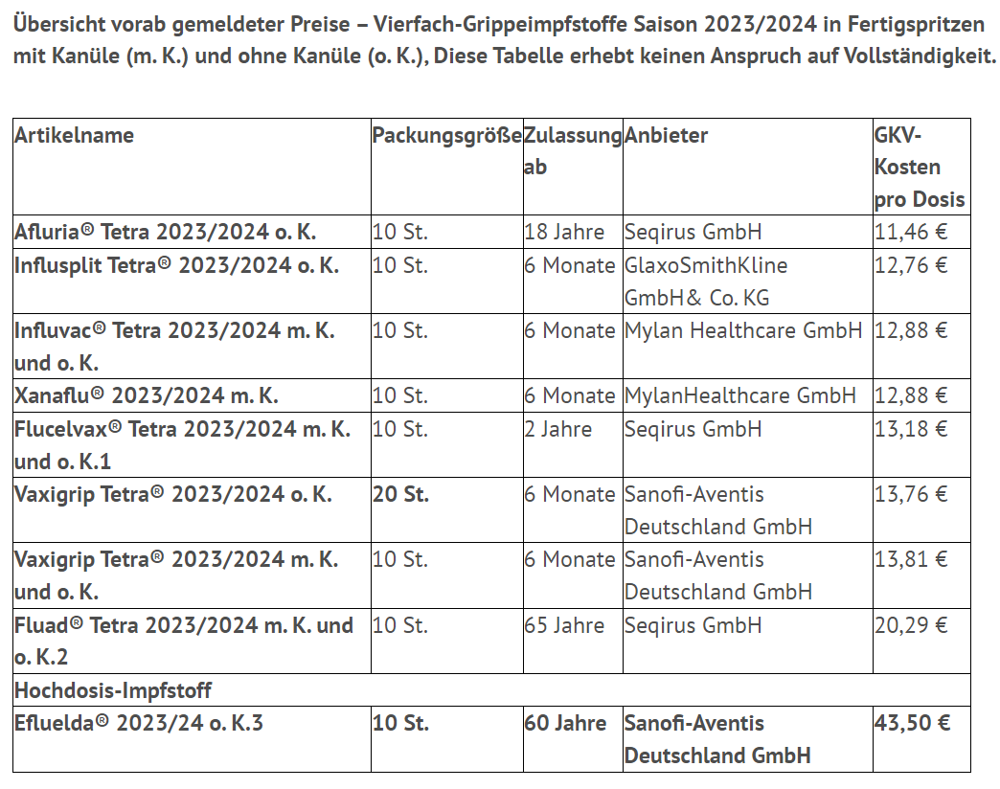 Übersicht vorab gemeldeter Preise – Vierfach-Grippeimpfstoffe Saison 2023/2024 in Fertigspritzen
mit Kanüle (m. K.) und ohne Kanüle (o. K.), Diese Tabelle erhebt keinen Anspruch auf Vollständigkeit.
Artikelname Packungsgröße Zulassung ab Anbieter GKV-Kosten pro Dosis
Afluria® Tetra 2023/2024 o. K. 10 St. 18 Jahre Seqirus GmbH 11,46 €
Influsplit Tetra® 2023/2024 o. K. 10 St. 6 Monate GlaxoSmithKline 12,76 €
GmbH& Co. KG
Influvac® Tetra 2023/2024 m. K. 10 St. 6 Monate Mylan Healthcare GmbH 12,88 €
und o. K.
Xanaflu® 2023/2024 m. K. 10 St. 6 Monate MylanHealthcare GmbH 12,88 €
Flucelvax® Tetra 2023/2024 m. K. 10 St. 2 Jahre Seqirus GmbH 13,18 €
und o. K.1
Vaxigrip Tetra® 2023/2024 o. K. 20 St. 6 Monate Sanofi-Aventis 13,76 €
Deutschland GmbH
Vaxigrip Tetra® 2023/2024 m. K. 10 St. 6 Monate Sanofi-Aventis 13,81 €
und o. K. Deutschland GmbH
Fluad® Tetra 2023/2024 m. K. und 10 St. 65 Jahre Seqirus GmbH 20,29 €
o. K.2
Hochdosis-Impfstoff
Efluelda® 2023/24 o. K.3 10 St. 60 Jahre Sanofi-Aventis 43,50 €
Deutschland GmbH